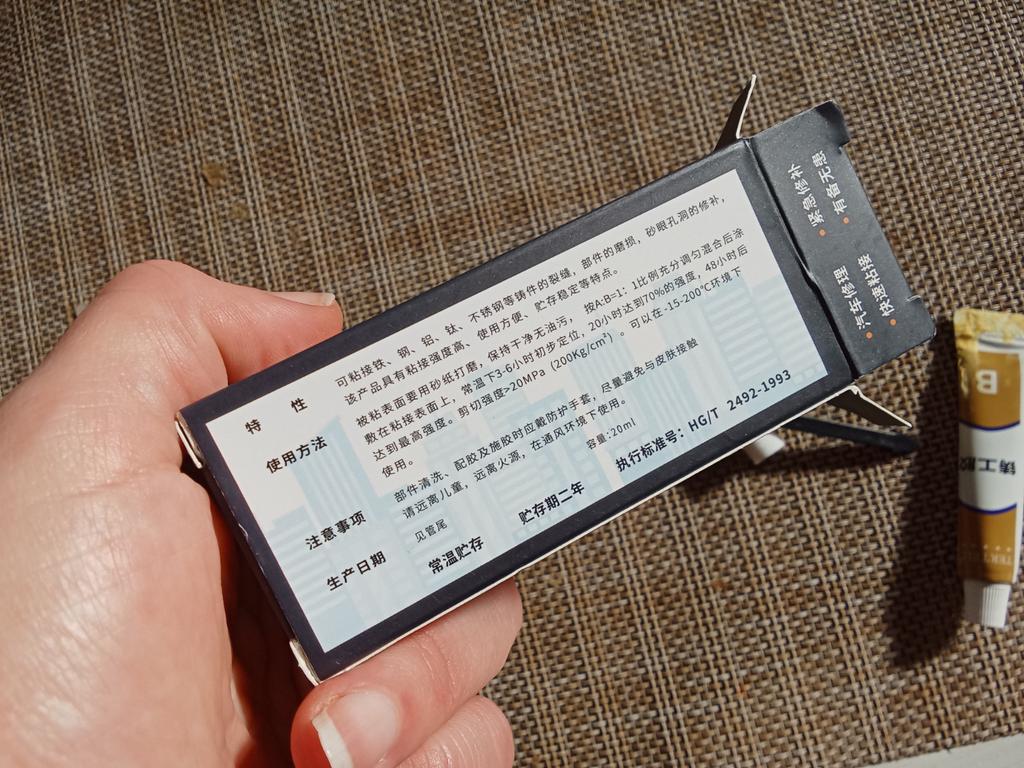 特 性
可粘接铁、钢、铝、钛、不锈钢等铸件的裂缝，部件的磨损，砂眼孔洞的修补，
该产品具有粘接强度高、使用方便、贮存稳定等特点。
使用方法
被粘表面要用砂纸打磨，保持干净无油污， 按A:B=1：1比例充分调匀混合后涂
敷在粘接表面上，常温下3-6小时初步定位，20小时达到70%的强度，48小时后
达到最高强度。剪切强度>20MPa（200Kg/cm²）。可以在-15-200℃环境下
使用。
注意事项
部件清洗、配胶及施胶时应戴防护手套，尽量避免与皮肤接触
请远离儿童，远离火源，在通风环境下使用。
生产日期
见管尾
容量:20ml
常温贮存
贮存期二年
执行标准号：HG/T 2492-1993
紧急修补
有备无患
汽车修理
快速粘接
B
铸工胶